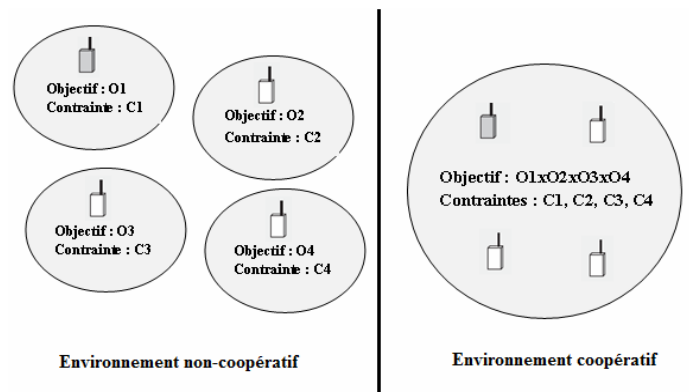 Objectif : O1
Contrainte : C1
Objectif : O2
Contrainte : C2
Objectif : O3
Contrainte : C3
Objectif : O4
Contrainte : C4
Environnement non-coopératif
Objectif : O1xO2xO3xO4
Contraintes : C1, C2, C3, C4
Environnement coopératif